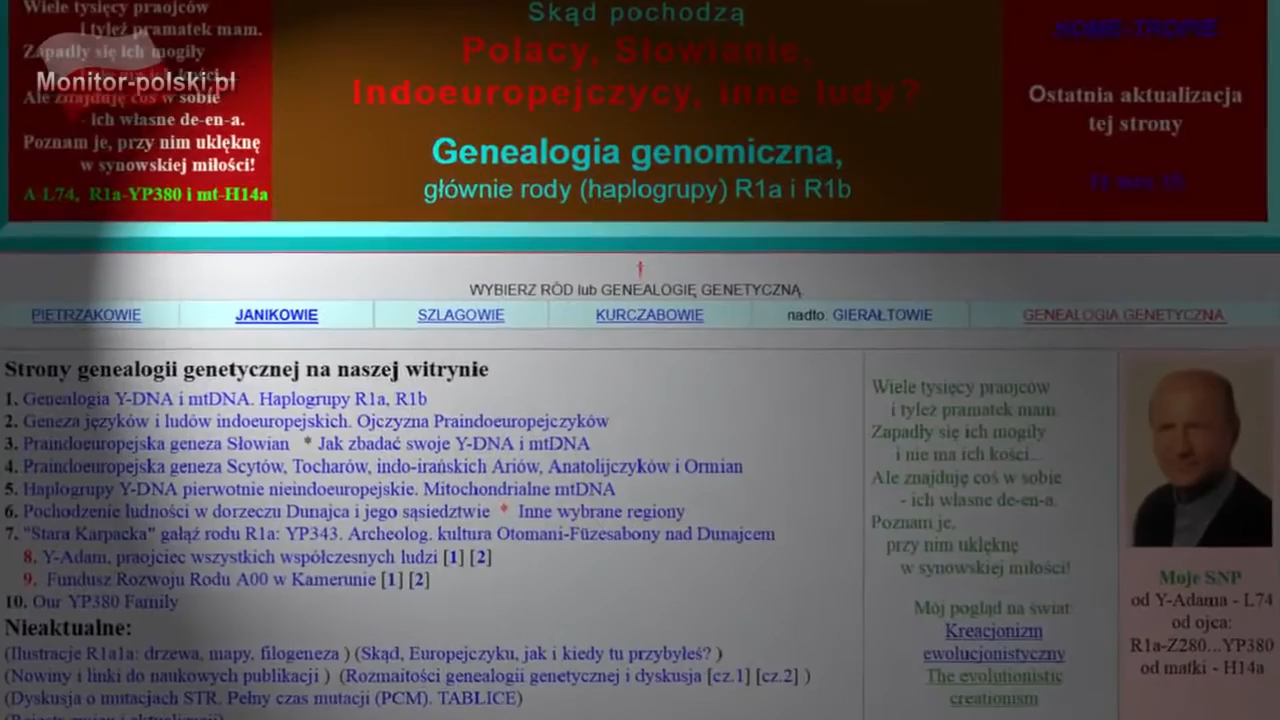 Wiele tysięcy praojców
i tyleż pramatek mam.
Zapadły się ich mogiły
Monitor-polski.pl
Ale znajduję coś w sobie
- ich własne de-en-a.
Poznam je, przy nim uklęknę
w synowskiej miłości!
A-L74, R1a-YP380 i mt-H14a
Skąd pochodzą
Polacy, Słowianie,
Indoeuropejczycy, inne ludy?
Genealogia genomiczna,
głównie rody (haplogrupy) R1a i R1b
HOME-TROPIE
Ostatnia aktualizacja
tej strony
†
WYBIERZ RÓD lub GENEALOGIĘ GENETYCZNĄ
PIETRZAKOWIE JANIKOWIE SZLAGOWIE KURCZABOWIE nadto: GIERAŁTOWIE GENEALOGIA GENETYCZNA
Strony genealogii genetycznej na naszej witrynie
1. Genealogia Y-DNA i mtDNA. Haplogrupy R1a, R1b
2. Geneza języków i ludów indoeuropejskich. Ojczyzna Praindoeuropejczyków
3. Praindoeuropejska geneza Słowian * Jak zbadać swoje Y-DNA i mtDNA
4. Praindoeuropejska geneza Scytów, Tocharów, indo-irańskich Ariów, Anatolijczyków i Ormian
5. Haplogrupy Y-DNA pierwotnie nieindoeuropejskie. Mitochondrialne mtDNA
6. Pochodzenie ludności w dorzeczu Dunajca i jego sąsiedztwie * Inne wybrane regiony
7. "Stara Karpacka" gałąź rodu R1a: YP343. Archeolog. kultura Otomani-Füzesabony nad Dunajcem
8. Y-Adam, praojciec wszystkich współczesnych ludzi [1] [2]
9. Fundusz Rozwoju Rodu A00 w Kamerunie [1] [2]
10. Our YP380 Family
Nieaktualne:
(Ilustracje R1a1a: drzewa, mapy, filogeneza ) (Skąd, Europejczyku, jak i kiedy tu przybyłeś? )
(Nowiny i linki do naukowych publikacji ) (Rozmaitości genealogii genetycznej i dyskusja [cz.1] [cz.2] )
(Dyskusja o mutacjach STR. Pełny czas mutacji (PCM). TABLICE)
Wiele tysięcy praojców
i tyleż pramatek mam.
Zapadły się ich mogiły
i nie ma ich kości...
Ale znajduję coś w sobie
- ich własne de-en-a.
Poznam je,
przy nim uklęknę
w synowskiej miłości!
Mój pogląd na świat:
Kreacjonizm
ewolucjonistyczny
The evolutionistic
creationism
Moje SNP
od Y-Adama - L74
od ojca:
R1a-Z280...YP380
od matki - H14a